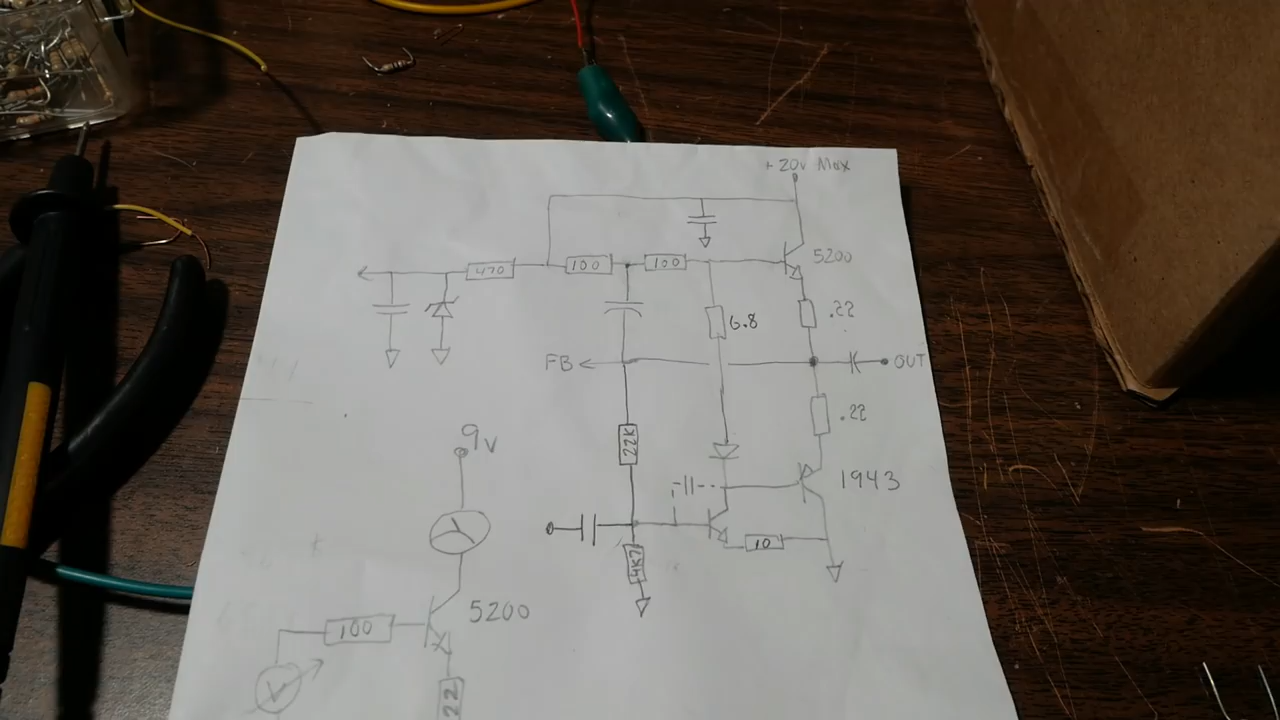 +20v Max
5200
470
100
100
.22
6.8
FB
OUT
.22
22K
9v
1943
10
4K7
5200
100
V
22